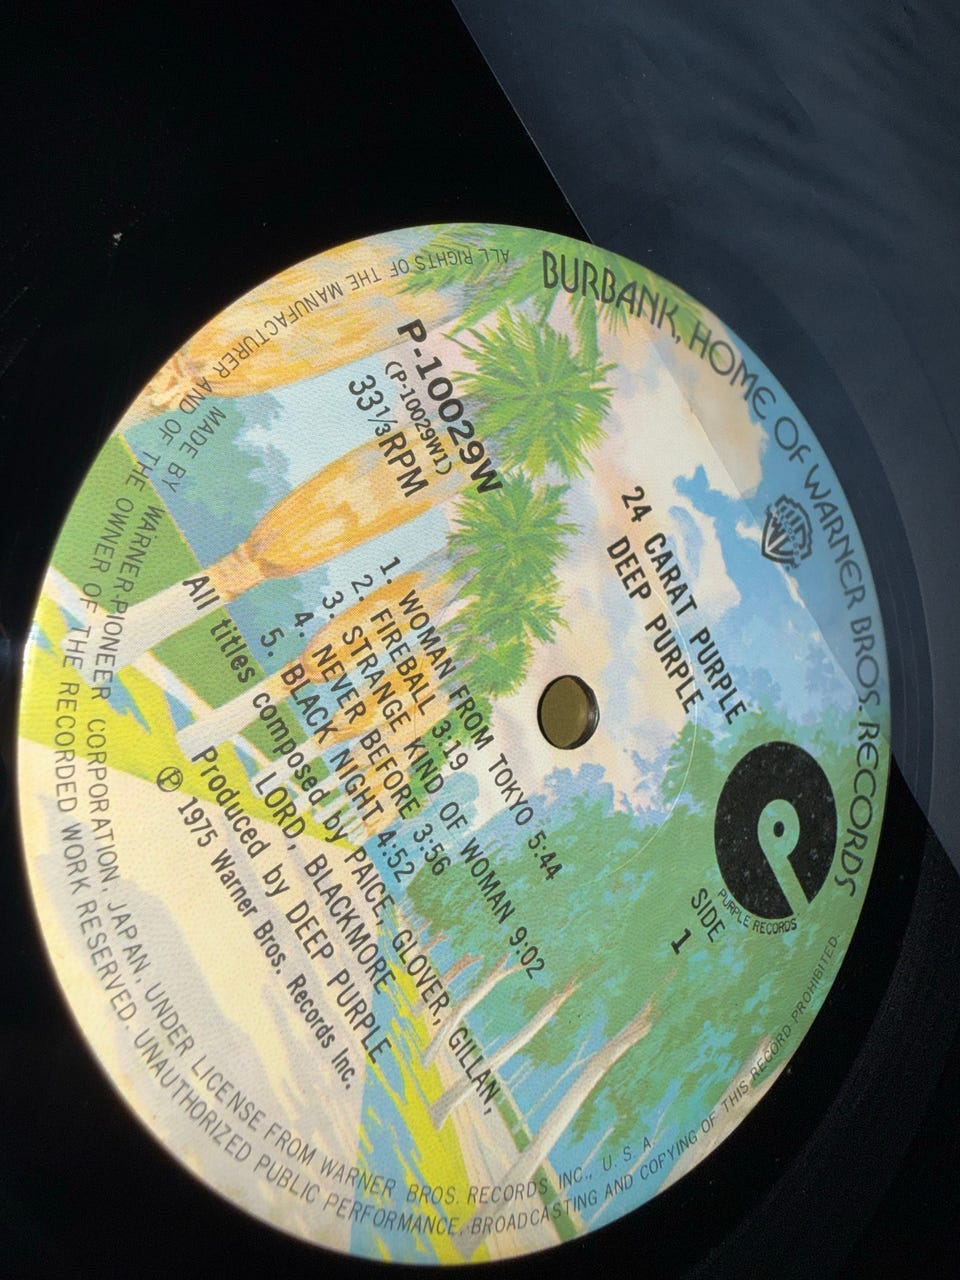 BURBANK, HOME OF WARNER BROS. RECORDS
24 CARAT PURPLE
DEEP PURPLE
PURPLE RECORDS
P-10029W
(P-10029W1)
33⅓RPM
SIDE
1
1. WOMAN FROM TOKYO 5:44
2. FIREBALL 3:19
3. STRANGE KIND OF WOMAN 9:02
4. NEVER BEFORE 3:56
5. BLACK NIGHT 4:52
All titles composed by PAICE, GLOVER, GILLAN,
LORD, BLACKMORE
Produced by DEEP PURPLE
Ⓟ 1975 Warner Bros. Records Inc.
MADE BY WARNER-PIONEER CORPORATION, JAPAN, UNDER LICENSE FROM WARNER BROS. RECORDS INC., U. S. A.
ALL RIGHTS OF THE MANUFACTURER AND OF THE OWNER OF THE RECORDED WORK RESERVED. UNAUTHORIZED PUBLIC PERFORMANCE, BROADCASTING AND COPYING OF THIS RECORD PROHIBITED.